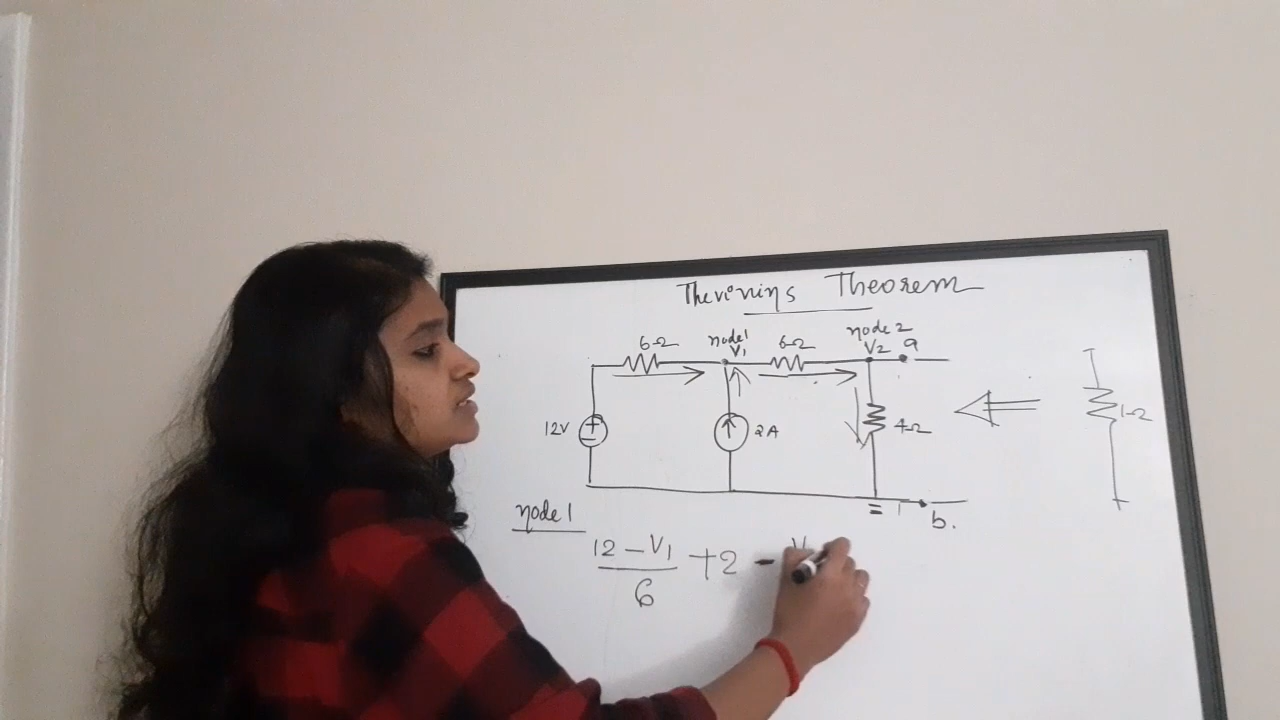 Thevinins Theorem
6Ω node1 6Ω node 2
V1 V2 a
12V 2A 4Ω 1Ω
= b.
node 1
12 - V1 + 2 - V
6